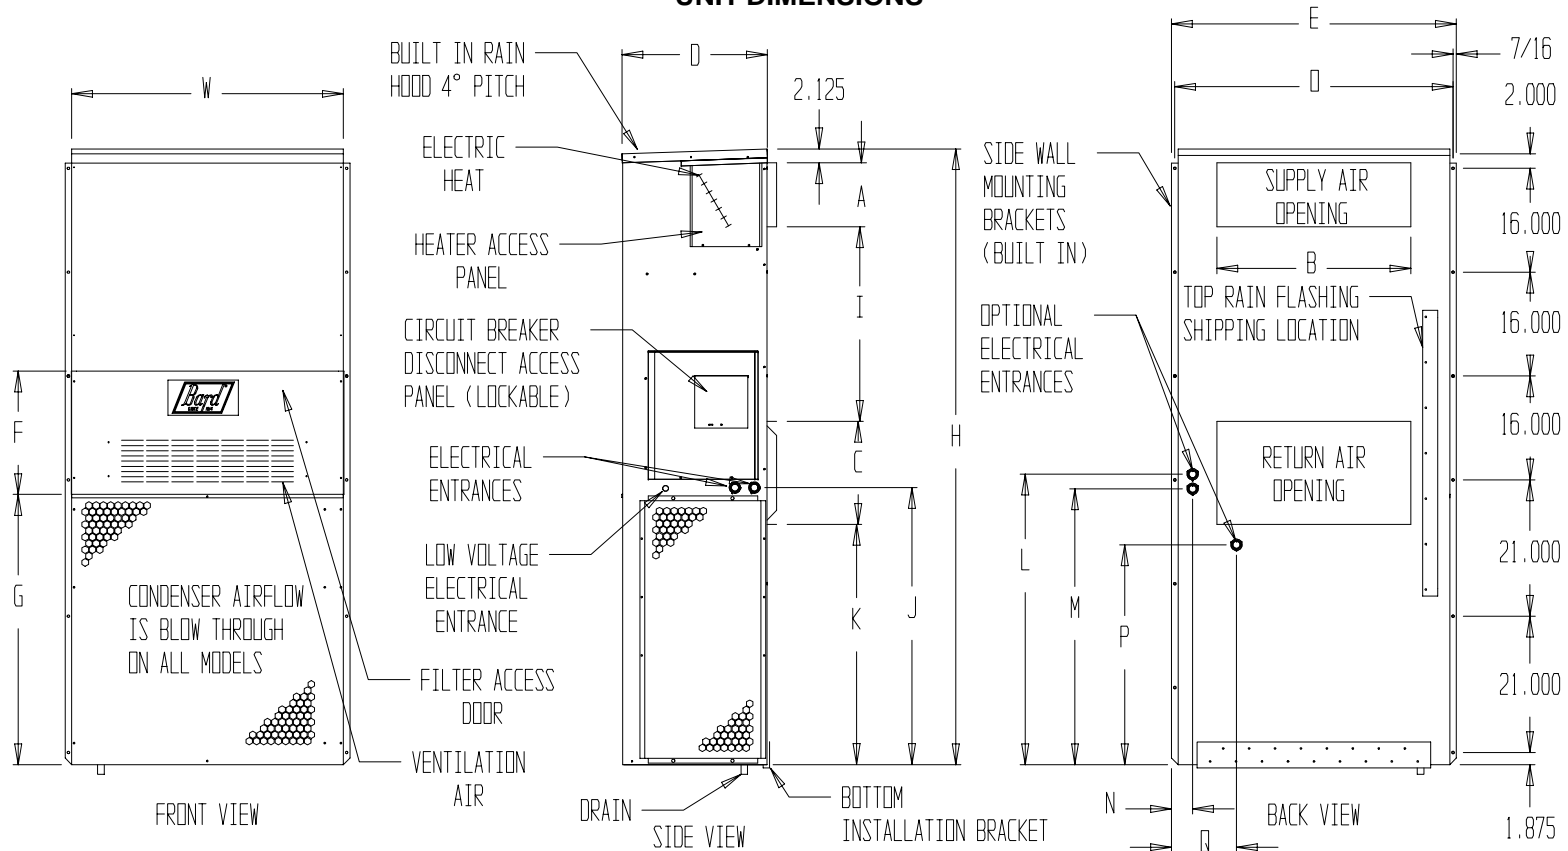 UNIT DIMENSIONS
W
BUILT IN RAIN
HOOD 4° PITCH
ELECTRIC
HEAT
HEATER ACCESS
PANEL
CIRCUIT BREAKER
DISCONNECT ACCESS
PANEL (LOCKABLE)
ELECTRICAL
ENTRANCES
LOW VOLTAGE
ELECTRICAL
ENTRANCE
FILTER ACCESS
DOOR
VENTILATION
AIR
F
G
Bard
CONDENSER AIRFLOW
IS BLOW THROUGH
ON ALL MODELS
FRONT VIEW
D
2.125
A
I
C
H
K
J
DRAIN
SIDE VIEW
BOTTOM
INSTALLATION BRACKET
E
7/16
O
2.000
SIDE WALL
MOUNTING
BRACKETS
(BUILT IN)
SUPPLY AIR
OPENING
B
TOP RAIN FLASHING
SHIPPING LOCATION
OPTIONAL
ELECTRICAL
ENTRANCES
RETURN AIR
OPENING
16.000
16.000
16.000
21.000
21.000
1.875
L
M
P
N
Q
BACK VIEW